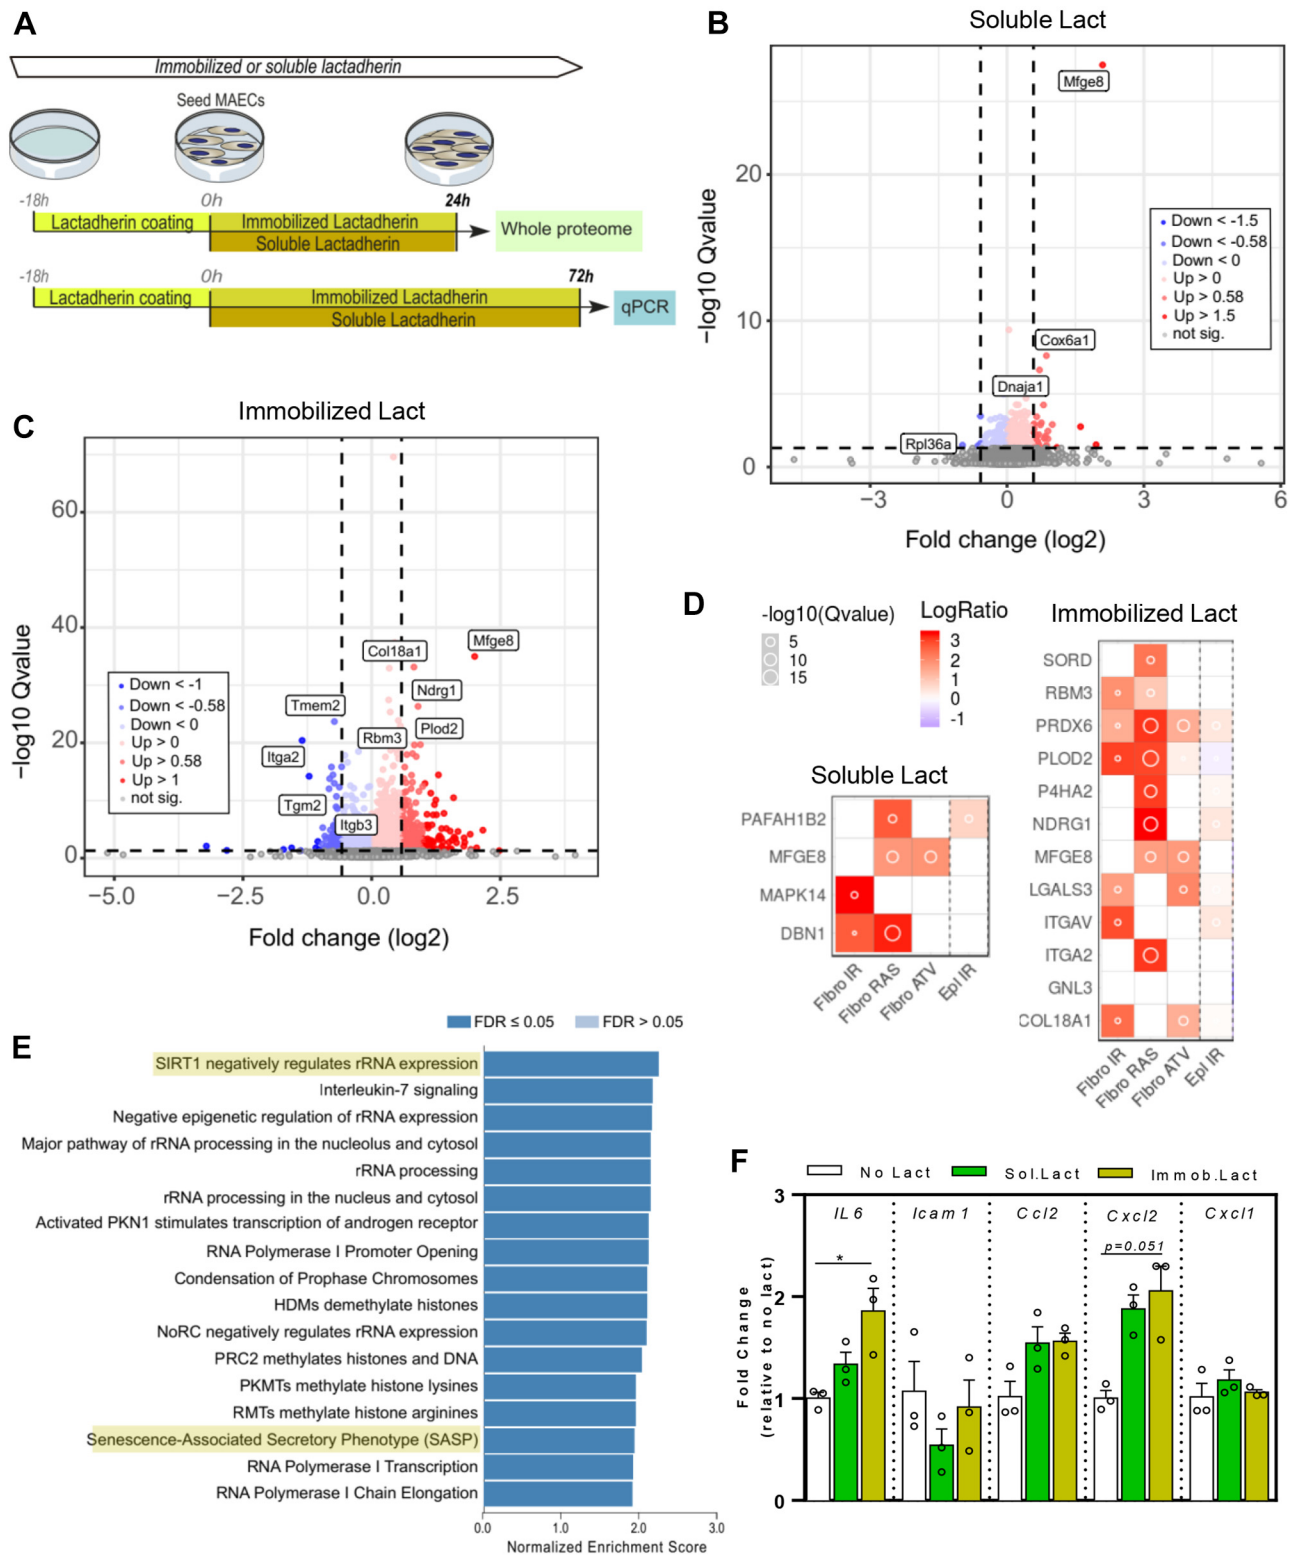 A
Immobilized or soluble lactadherin
Seed MAECs
-18h
0h
24h
Lactadherin coating
Immobilized Lactadherin
Soluble Lactadherin
Whole proteome
-18h
0h
72h
Lactadherin coating
Immobilized Lactadherin
Soluble Lactadherin
qPCR
B
Soluble Lact
Mfge8
20
10
0
−log10 Qvalue
Down < -1.5
Down < -0.58
Down < 0
Up > 0
Up > 0.58
Up > 1.5
not sig.
Cox6a1
Dnaja1
Rpl36a
−3
0
3
6
Fold change (log2)
C
Immobilized Lact
60
40
20
0
−log10 Qvalue
Mfge8
Col18a1
Ndrg1
Tmem2
Plod2
Rbm3
Itga2
Tgm2
Itgb3
Down < -1
Down < -0.58
Down < 0
Up > 0
Up > 0.58
Up > 1
not sig.
−5.0
−2.5
0.0
2.5
Fold change (log2)
D
-log10(Qvalue)
5
10
15
LogRatio
3
2
1
0
-1
Soluble Lact
PAFAH1B2
MFGE8
MAPK14
DBN1
Fibro IR
Fibro RAS
Fibro ATV
Epi IR
Immobilized Lact
SORD
RBM3
PRDX6
PLOD2
P4HA2
NDRG1
MFGE8
LGALS3
ITGAV
ITGA2
GNL3
COL18A1
Fibro IR
Fibro RAS
Fibro ATV
Epi IR
E
FDR ≤ 0.05
FDR > 0.05
SIRT1 negatively regulates rRNA expression
Interleukin-7 signaling
Negative epigenetic regulation of rRNA expression
Major pathway of rRNA processing in the nucleolus and cytosol
rRNA processing
rRNA processing in the nucleus and cytosol
Activated PKN1 stimulates transcription of androgen receptor
RNA Polymerase I Promoter Opening
Condensation of Prophase Chromosomes
HDMs demethylate histones
NoRC negatively regulates rRNA expression
PRC2 methylates histones and DNA
PKMTs methylate histone lysines
RMTs methylate histone arginines
Senescence-Associated Secretory Phenotype (SASP)
RNA Polymerase I Transcription
RNA Polymerase I Chain Elongation
0.0
1.0
2.0
3.0
Normalized Enrichment Score
F
No Lact
Sol.Lact
Immob.Lact
3
2
1
0
Fold Change
(relative to no lact)
IL6
Icam1
Ccl2
Cxcl2
Cxcl1
*
p=0.051